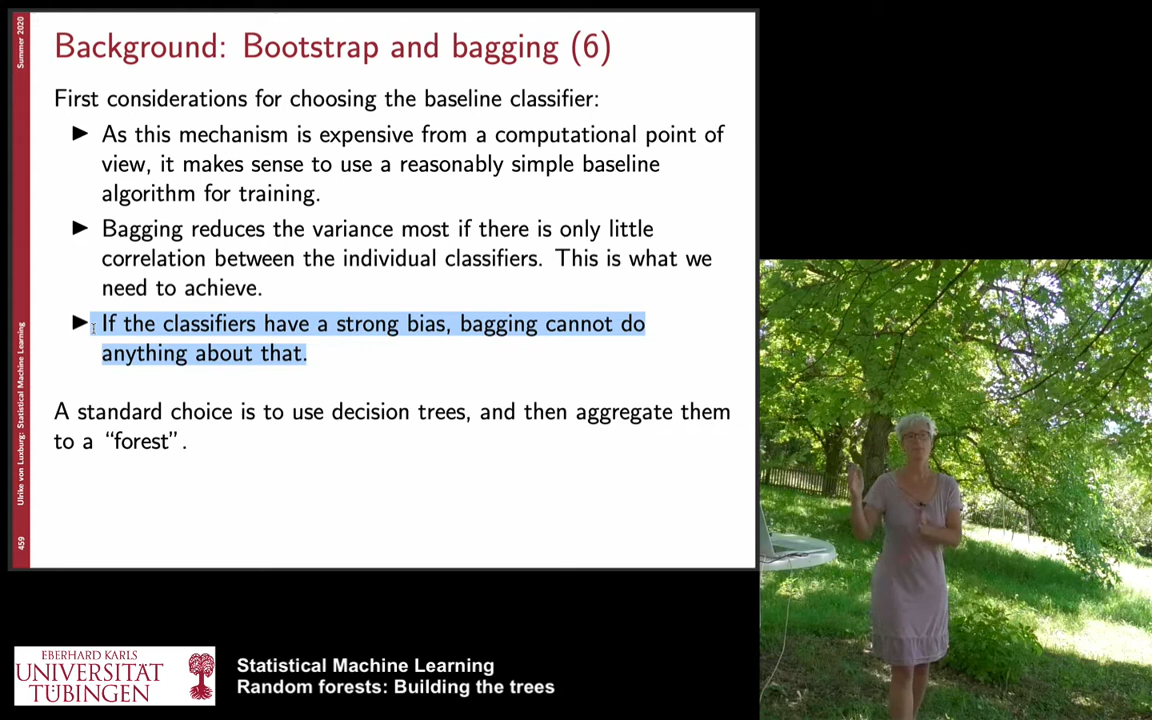 Summer 2020
Background: Bootstrap and bagging (6)
First considerations for choosing the baseline classifier:
▶ As this mechanism is expensive from a computational point of
view, it makes sense to use a reasonably simple baseline
algorithm for training.
▶ Bagging reduces the variance most if there is only little
correlation between the individual classifiers. This is what we
need to achieve.
▶ If the classifiers have a strong bias, bagging cannot do
anything about that.
A standard choice is to use decision trees, and then aggregate them
to a “forest”.
Ulrike von Luxburg: Statistical Machine Learning
459
EBERHARD KARLS
UNIVERSITÄT
TÜBINGEN
Statistical Machine Learning
Random forests: Building the trees